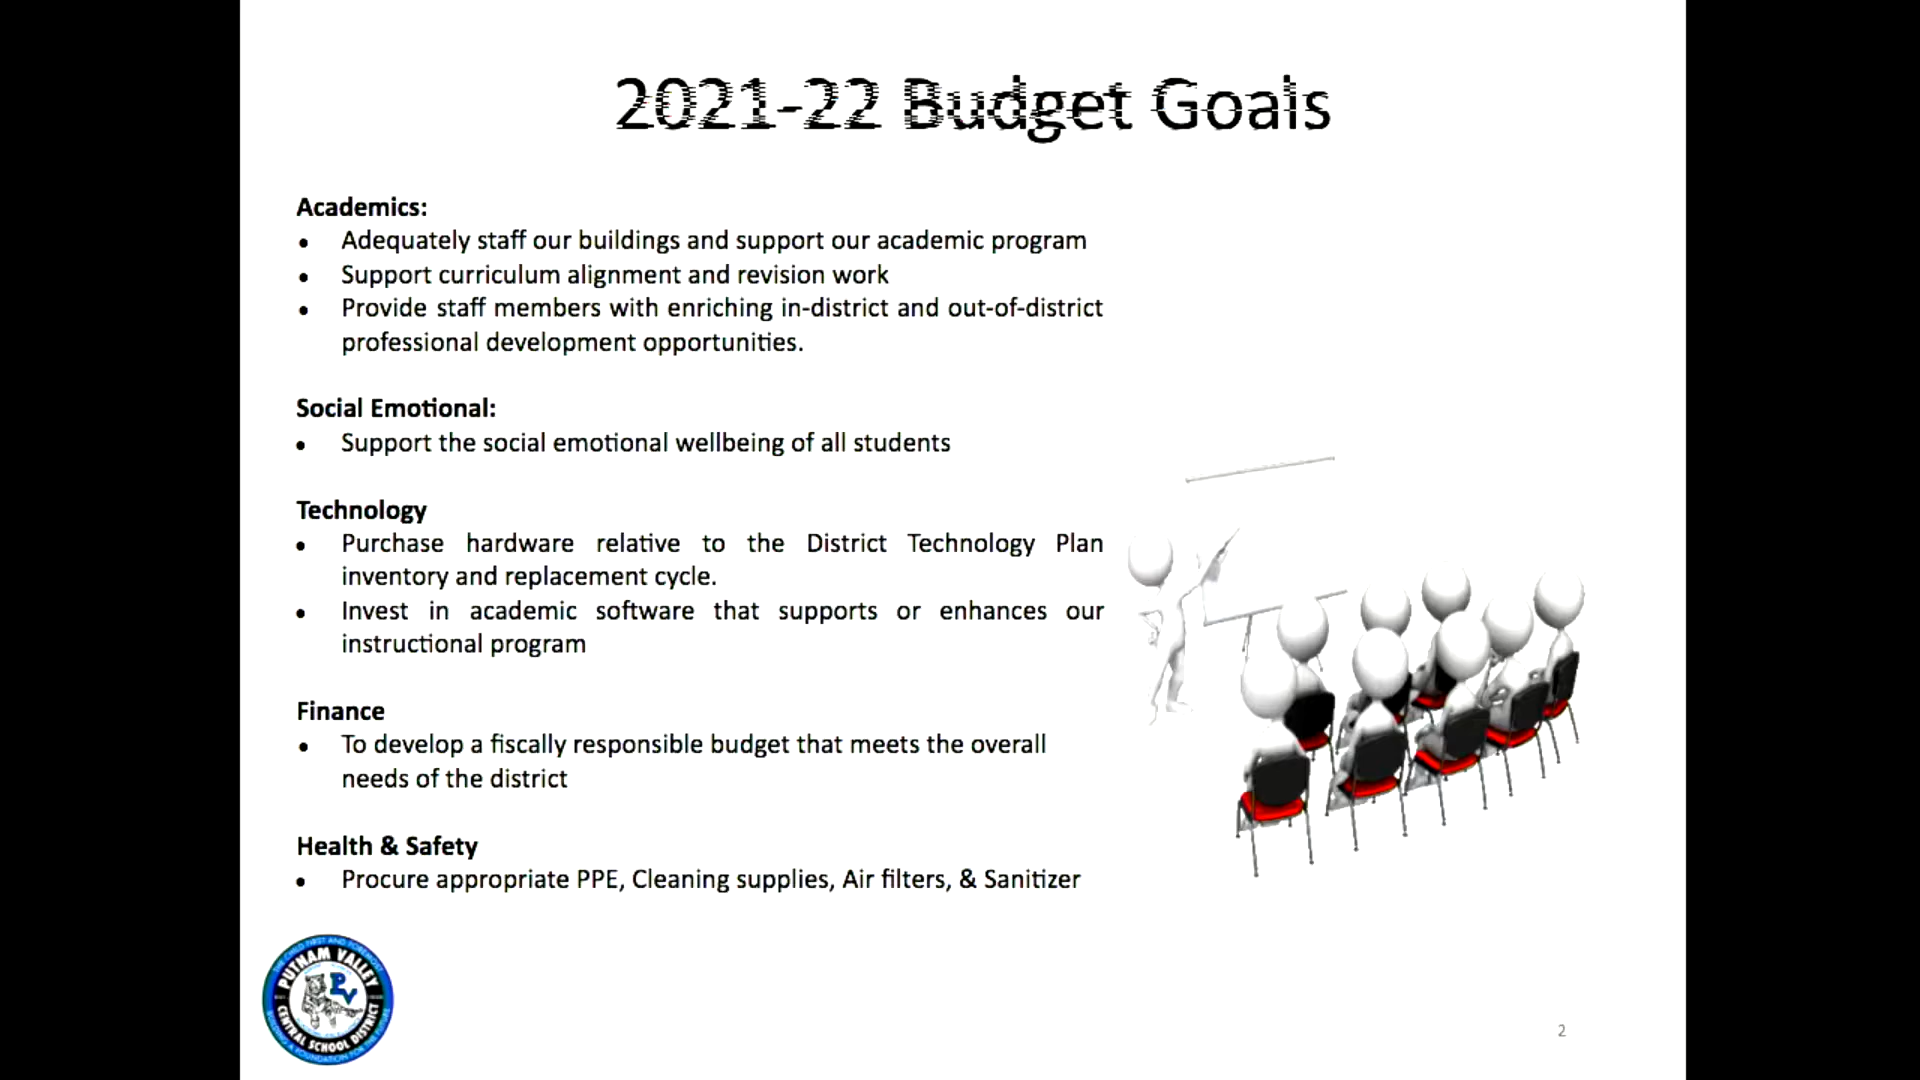 2021-22 Budget Goals
Academics:
• Adequately staff our buildings and support our academic program
• Support curriculum alignment and revision work
• Provide staff members with enriching in-district and out-of-district
professional development opportunities.
Social Emotional:
• Support the social emotional wellbeing of all students
Technology
• Purchase hardware relative to the District Technology Plan
inventory and replacement cycle.
• Invest in academic software that supports or enhances our
instructional program
Finance
• To develop a fiscally responsible budget that meets the overall
needs of the district
Health & Safety
• Procure appropriate PPE, Cleaning supplies, Air filters, & Sanitizer
PUTNAM VALLEY
PV
CENTRAL SCHOOL DISTRICT
2